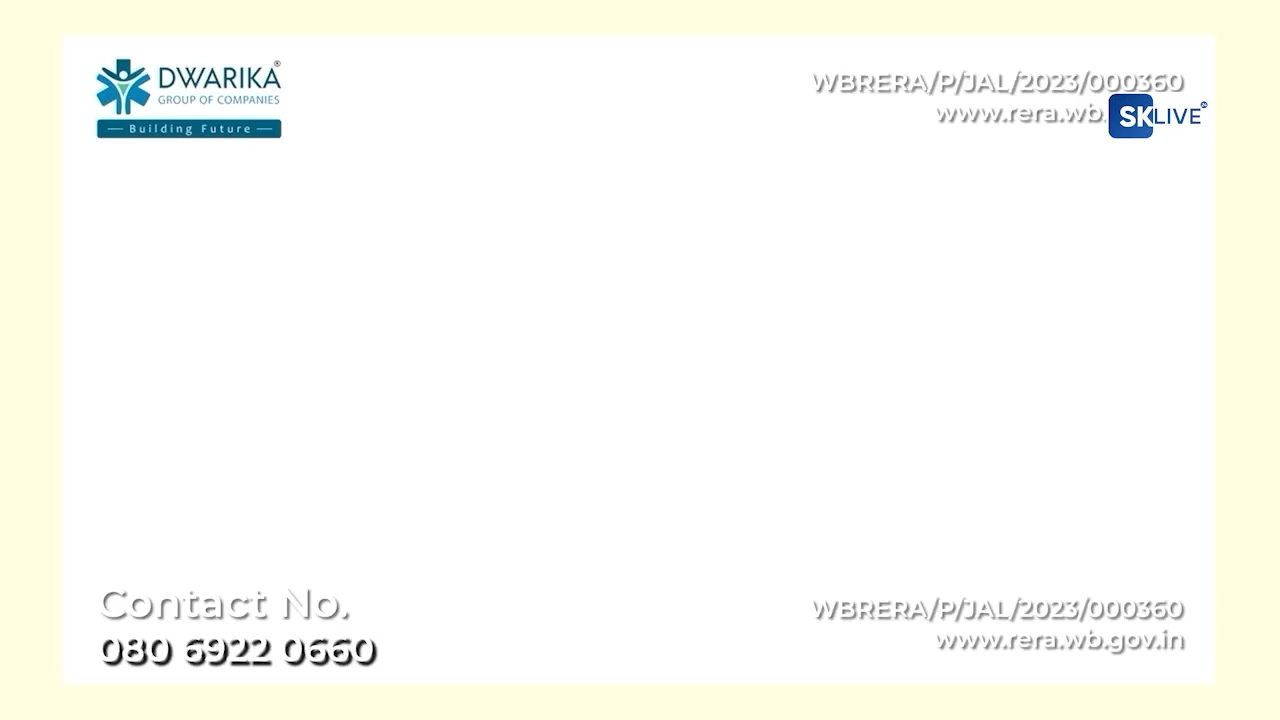 DWARIKA®
GROUP OF COMPANIES
Building Future
WBRERA/P/JAL/2023/000360
www.rera.wb.
SKLIVE
Contact No.
080 6922 0660
WBRERA/P/JAL/2023/000360
www.rera.wb.gov.in